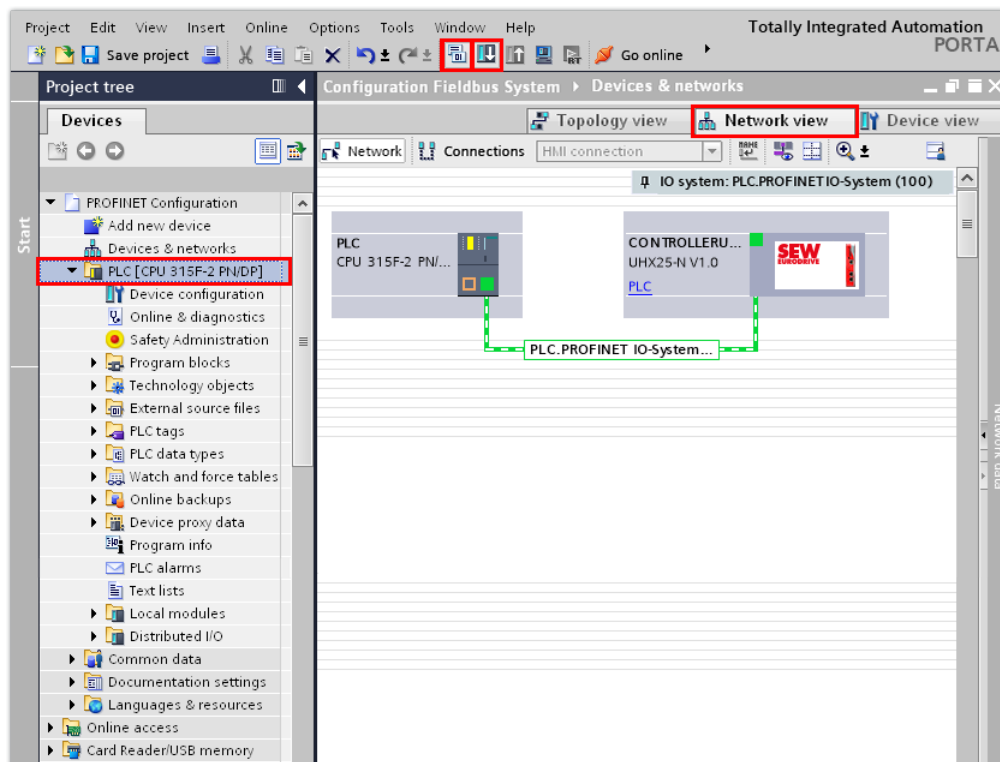 Project Edit View Insert Online Options Tools Window Help
Totally Integrated Automation
PORTA
Save project
Go online
Start
Project tree
Devices
PROFINET Configuration
Add new device
Devices & networks
PLC [CPU 315F-2 PN/DP]
Device configuration
Online & diagnostics
Safety Administration
Program blocks
Technology objects
External source files
PLC tags
PLC data types
Watch and force tables
Online backups
Device proxy data
Program info
PLC alarms
Text lists
Local modules
Distributed I/O
Common data
Documentation settings
Languages & resources
Online access
Card Reader/USB memory
Configuration Fieldbus System Devices & networks
Topology view Network view Device view
Network Connections HMI connection
IO system: PLC.PROFINET IO-System (100)
PLC
CPU 315F-2 PN/...
CONTROLLERU...
UHX25-N V1.0
PLC
SEW
EURODRIVE
PLC.PROFINET IO-System...
Network data